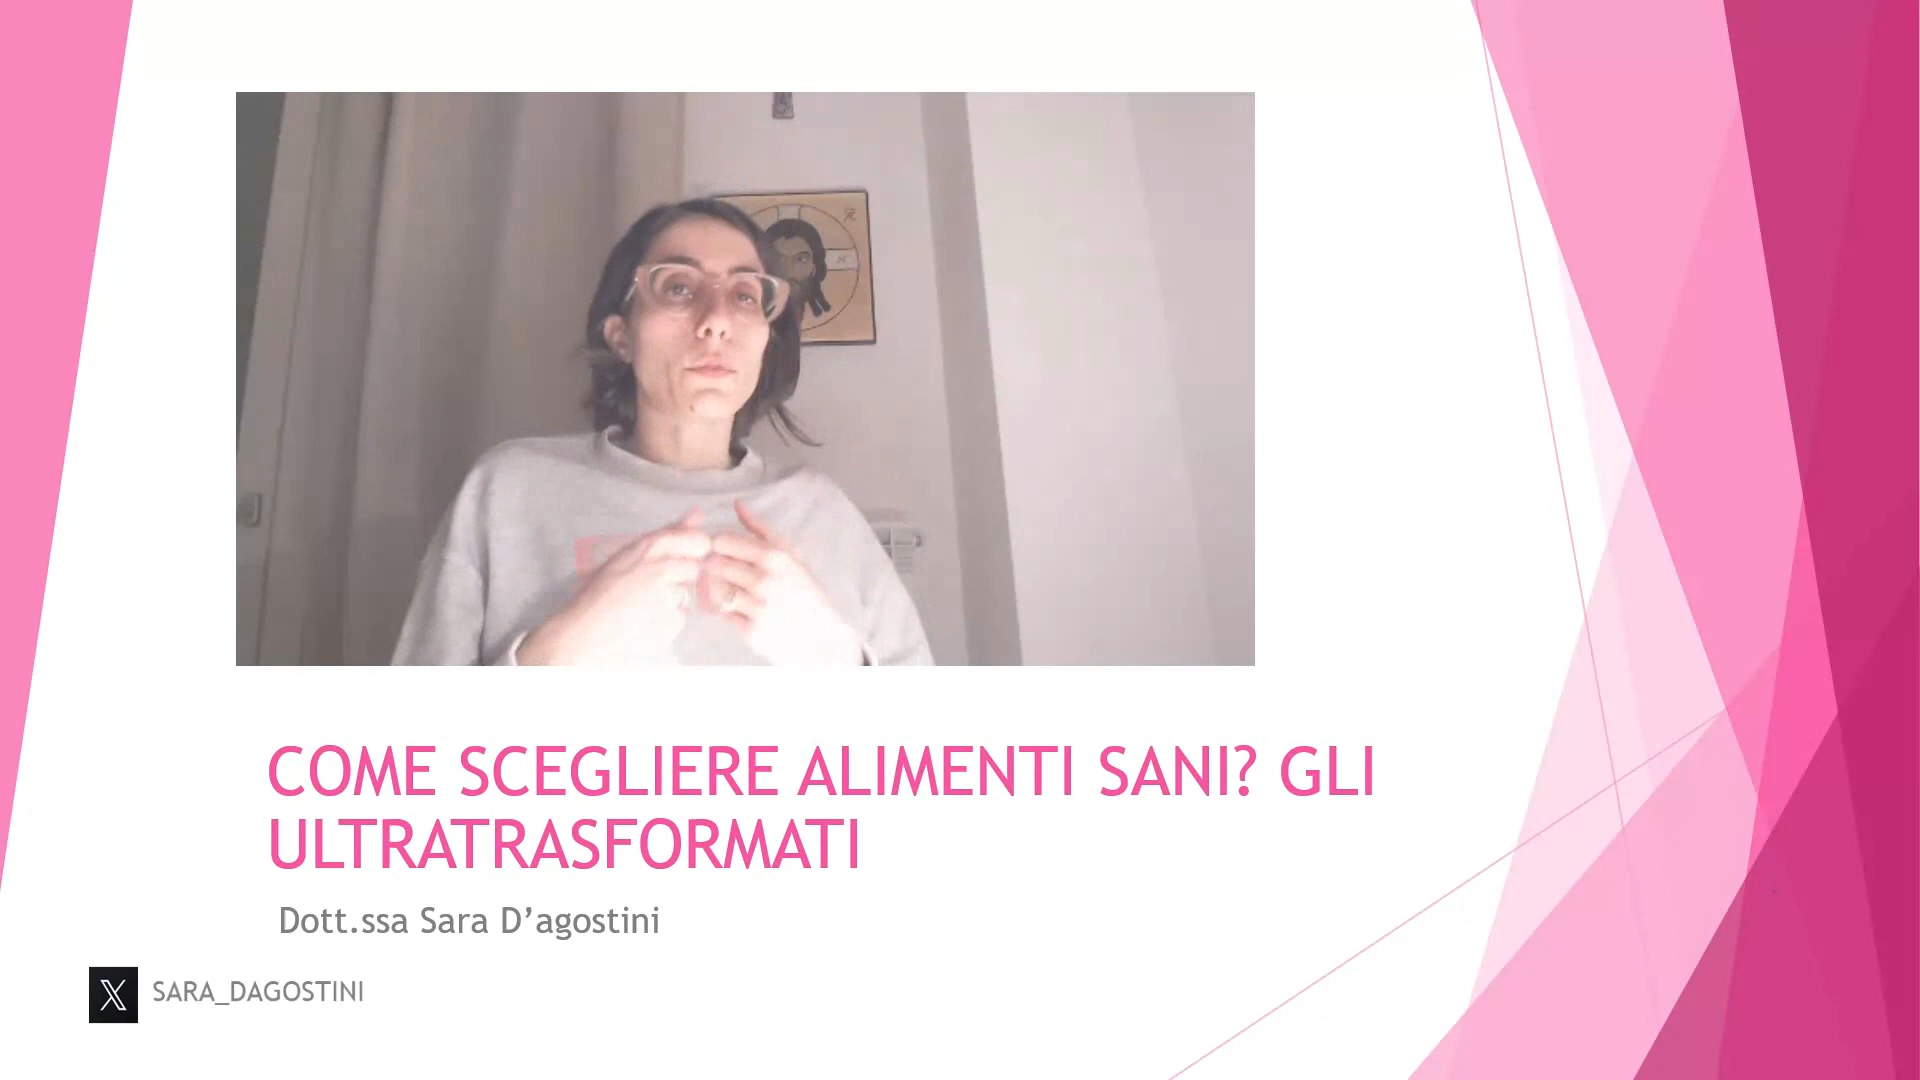 COME SCEGLIERE ALIMENTI SANI? GLI
ULTRATRASFORMATI
Dott.ssa Sara D’agostini
SARA_DAGOSTINI